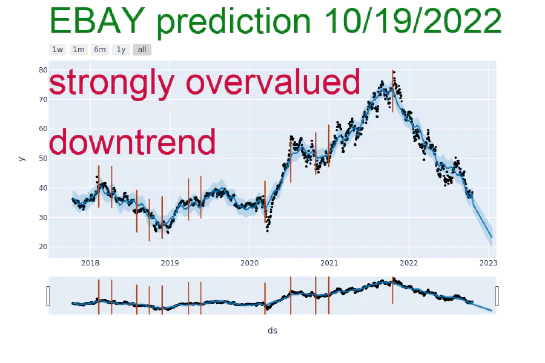 EBAY prediction 10/19/2022
1w 1m 6m 1y all
80
strongly overvalued
70
downtrend
60
50
y
40
30
20
2018 2019 2020 2021 2022 2023
ds